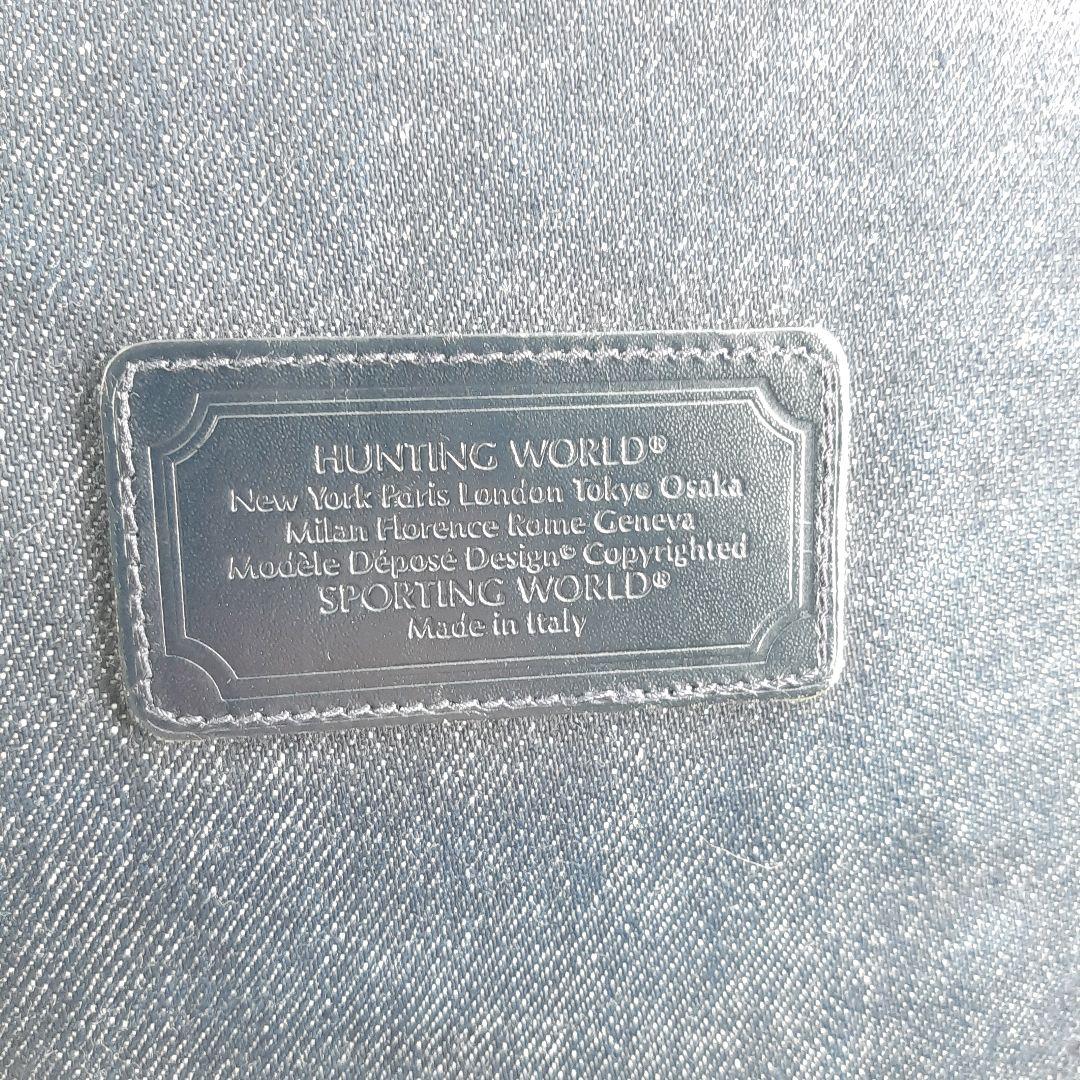 HUNTING WORLD®
New York Paris London Tokyo Osaka
Milan Florence Rome Geneva
Modèle Déposé Design© Copyrighted
SPORTING WORLD®
Made in Italy